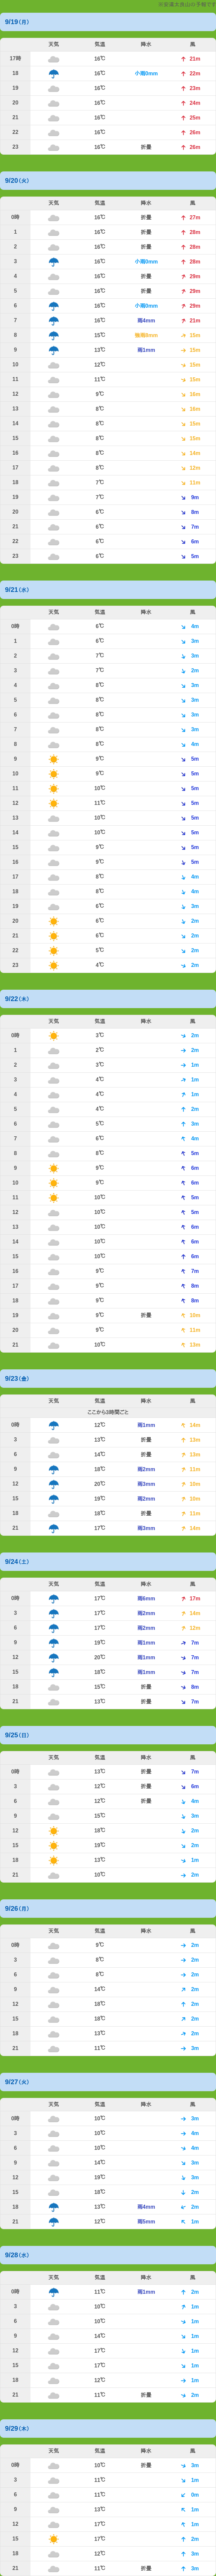 ※安達太良山の予報です
9/19(月)
天気 気温 降水 風
17時 16℃ 21m
18 16℃ 小雨0mm 22m
19 16℃ 23m
20 16℃ 24m
21 16℃ 25m
22 16℃ 26m
23 16℃ 折畳 26m
9/20(火)
天気 気温 降水 風
0時 16℃ 折畳 27m
1 16℃ 折畳 28m
2 16℃ 折畳 28m
3 16℃ 小雨0mm 28m
4 16℃ 折畳 29m
5 16℃ 折畳 29m
6 16℃ 小雨0mm 29m
7 16℃ 雨4mm 21m
8 15℃ 強雨8mm 15m
9 13℃ 雨1mm 15m
10 12℃ 15m
11 11℃ 15m
12 9℃ 16m
13 8℃ 16m
14 8℃ 15m
15 8℃ 15m
16 8℃ 14m
17 8℃ 12m
18 7℃ 11m
19 7℃ 9m
20 6℃ 8m
21 6℃ 7m
22 6℃ 6m
23 6℃ 5m
9/21(水)
天気 気温 降水 風
0時 6℃ 4m
1 6℃ 3m
2 7℃ 3m
3 7℃ 2m
4 8℃ 3m
5 8℃ 3m
6 8℃ 3m
7 8℃ 3m
8 8℃ 4m
9 9℃ 5m
10 9℃ 5m
11 10℃ 5m
12 11℃ 5m
13 10℃ 5m
14 10℃ 5m
15 9℃ 5m
16 9℃ 5m
17 8℃ 4m
18 8℃ 4m
19 6℃ 3m
20 6℃ 2m
21 6℃ 2m
22 5℃ 2m
23 4℃ 2m
9/22(木)
天気 気温 降水 風
0時 3℃ 2m
1 2℃ 2m
2 3℃ 1m
3 4℃ 1m
4 4℃ 1m
5 4℃ 2m
6 5℃ 3m
7 6℃ 4m
8 8℃ 5m
9 9℃ 6m
10 9℃ 6m
11 10℃ 5m
12 10℃ 5m
13 10℃ 6m
14 10℃ 6m
15 10℃ 6m
16 9℃ 7m
17 9℃ 8m
18 9℃ 8m
19 9℃ 折畳 10m
20 9℃ 11m
21 10℃ 13m
9/23(金)
天気 気温 降水 風
ここから3時間ごと
0時 12℃ 雨1mm 14m
3 13℃ 折畳 13m
6 14℃ 折畳 13m
9 18℃ 雨2mm 11m
12 20℃ 雨3mm 10m
15 19℃ 雨2mm 10m
18 18℃ 折畳 11m
21 17℃ 雨3mm 14m
9/24(土)
天気 気温 降水 風
0時 17℃ 雨6mm 17m
3 17℃ 雨2mm 14m
6 17℃ 雨2mm 12m
9 19℃ 雨1mm 7m
12 20℃ 雨1mm 7m
15 18℃ 雨1mm 7m
18 15℃ 折畳 8m
21 13℃ 折畳 7m
9/25(日)
天気 気温 降水 風
0時 13℃ 折畳 7m
3 12℃ 折畳 6m
6 12℃ 折畳 4m
9 15℃ 3m
12 18℃ 2m
15 19℃ 2m
18 13℃ 1m
21 10℃ 2m
9/26(月)
天気 気温 降水 風
0時 9℃ 2m
3 8℃ 2m
6 8℃ 2m
9 14℃ 2m
12 18℃ 2m
15 18℃ 2m
18 13℃ 2m
21 11℃ 3m
9/27(火)
天気 気温 降水 風
0時 10℃ 3m
3 10℃ 4m
6 10℃ 4m
9 14℃ 3m
12 19℃ 3m
15 18℃ 2m
18 13℃ 雨4mm 2m
21 12℃ 雨5mm 1m
9/28(水)
天気 気温 降水 風
0時 11℃ 雨1mm 2m
3 10℃ 1m
6 10℃ 1m
9 14℃ 1m
12 17℃ 1m
15 17℃ 1m
18 12℃ 1m
21 11℃ 折畳 2m
9/29(木)
天気 気温 降水 風
0時 10℃ 折畳 3m
3 11℃ 1m
6 11℃ 0m
9 13℃ 1m
12 17℃ 1m
15 17℃ 2m
18 12℃ 3m
21 11℃ 折畳 3m